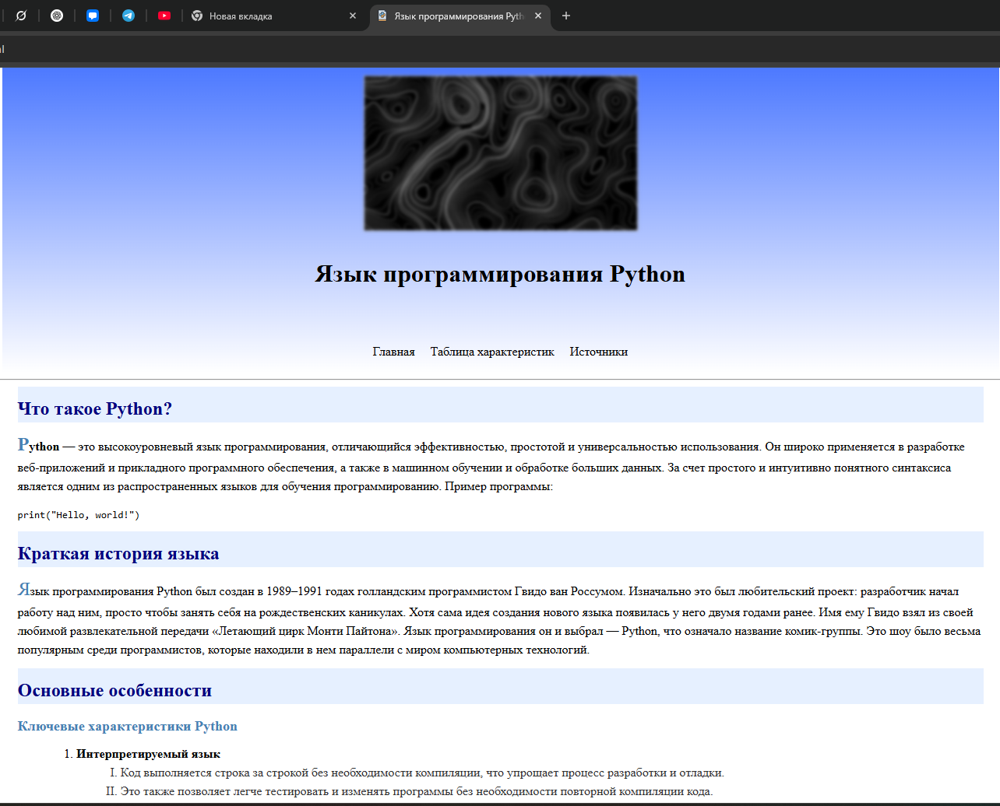 Новая вкладка
Язык программирования Pyth
Язык программирования Python
Главная Таблица характеристик Источники
Что такое Python?
Python — это высокоуровневый язык программирования, отличающийся эффективностью, простотой и универсальностью использования. Он широко применяется в разработке
веб-приложений и прикладного программного обеспечения, а также в машинном обучении и обработке больших данных. За счет простого и интуитивно понятного синтаксиса
является одним из распространенных языков для обучения программированию. Пример программы:
print("Hello, world!")
Краткая история языка
Язык программирования Python был создан в 1989–1991 годах голландским программистом Гвидо ван Россумом. Изначально это был любительский проект: разработчик начал
работу над ним, просто чтобы занять себя на рождественских каникулах. Хотя сама идея создания нового языка появилась у него двумя годами ранее. Имя ему Гвидо взял из своей
любимой развлекательной передачи «Летающий цирк Монти Пайтона». Язык программирования он и выбрал — Python, что означало название комик-группы. Это шоу было весьма
популярным среди программистов, которые находили в нем параллели с миром компьютерных технологий.
Основные особенности
Ключевые характеристики Python
1. Интерпретируемый язык
I. Код выполняется строка за строкой без необходимости компиляции, что упрощает процесс разработки и отладки.
II. Это также позволяет легче тестировать и изменять программы без необходимости повторной компиляции кода.